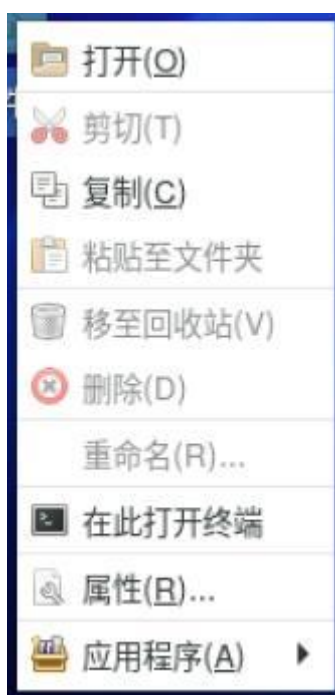 打开(O)
剪切(T)
复制(C)
粘贴至文件夹
移至回收站(V)
删除(D)
重命名(R)...
在此打开终端
属性(R)...
应用程序(A)